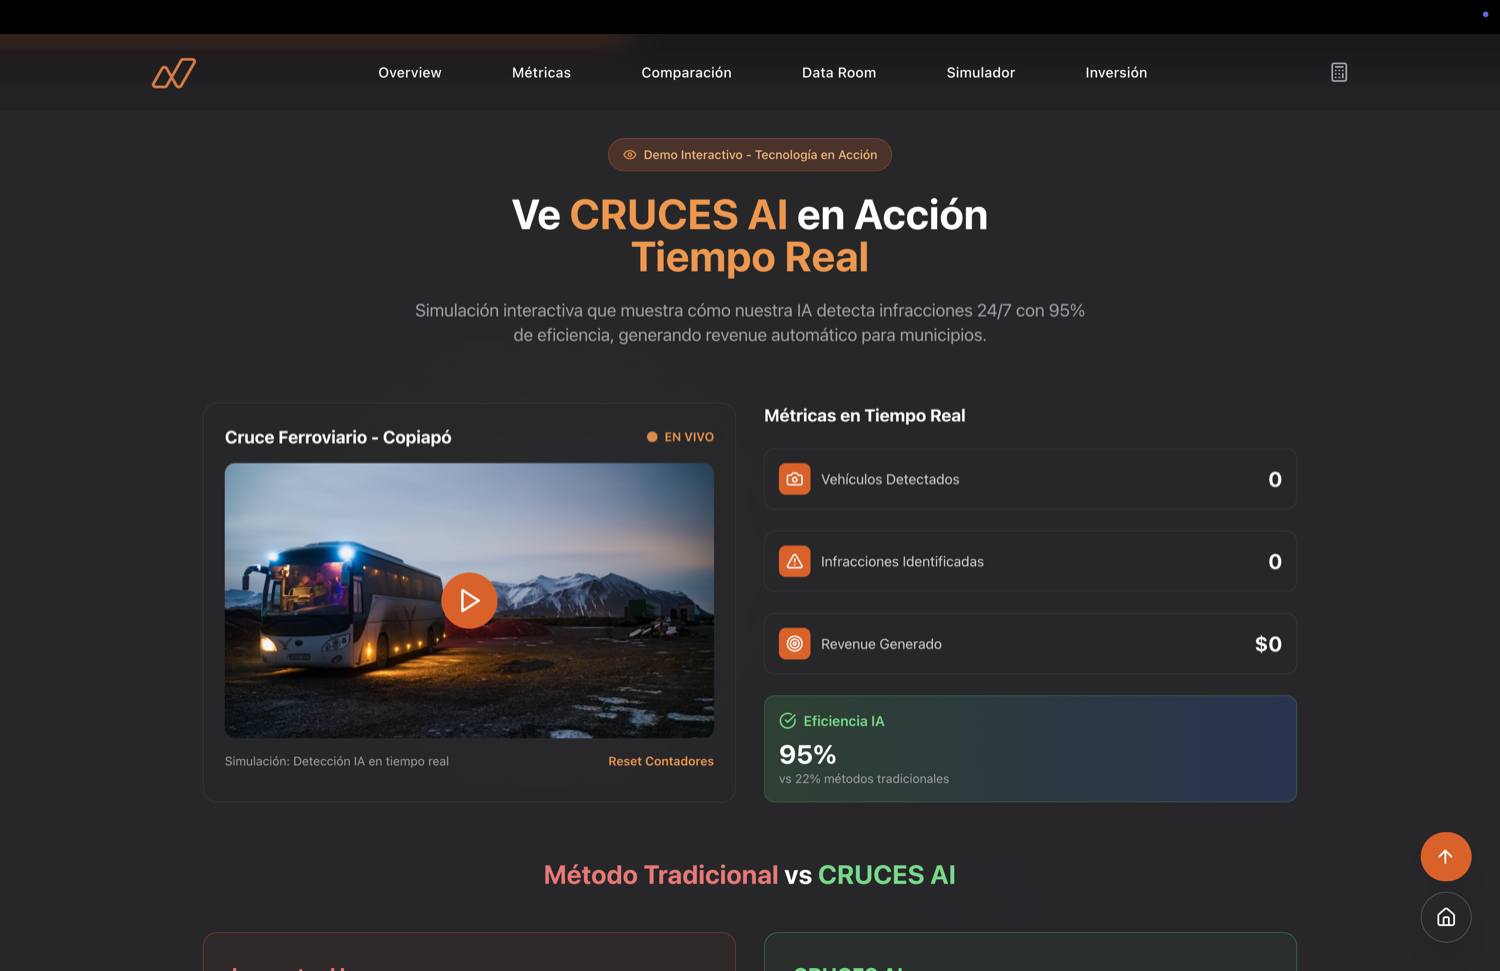 Overview
Métricas
Comparación
Data Room
Simulador
Inversión
Demo Interactivo - Tecnología en Acción
Ve CRUCES AI en Acción
Tiempo Real
Simulación interactiva que muestra cómo nuestra IA detecta infracciones 24/7 con 95%
de eficiencia, generando revenue automático para municipios.
Cruce Ferroviario - Copiapó
EN VIVO
Simulación: Detección IA en tiempo real
Reset Contadores
Métricas en Tiempo Real
Vehículos Detectados
0
Infracciones Identificadas
0
Revenue Generado
$0
Eficiencia IA
95%
vs 22% métodos tradicionales
Método Tradicional vs CRUCES AI
CRUCES AI